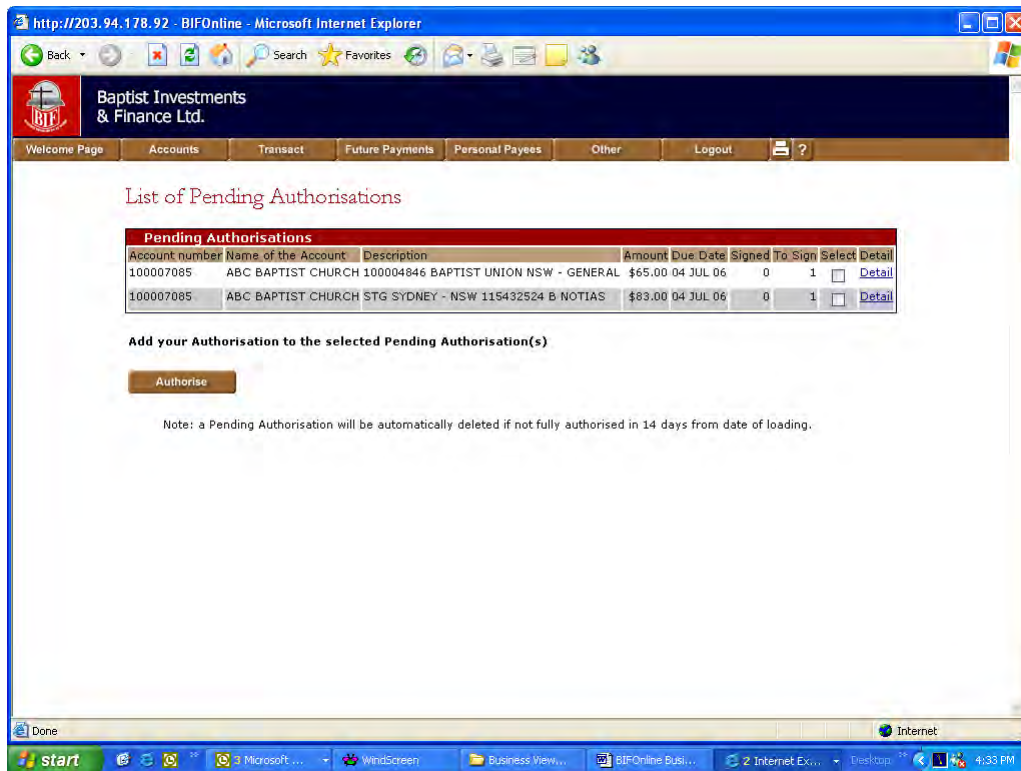 http://203.94.178.92 - BIFOnline - Microsoft Internet Explorer
Back Search Favorites
Baptist Investments
& Finance Ltd.
BIF
Welcome Page Accounts Transact Future Payments Personal Payees Other Logout ?
List of Pending Authorisations
Pending Authorisations
Account number Name of the Account Description Amount Due Date Signed To Sign Select Detail
100007085 ABC BAPTIST CHURCH 100004846 BAPTIST UNION NSW - GENERAL $65.00 04 JUL 06 0 1 Detail
100007085 ABC BAPTIST CHURCH STG SYDNEY - NSW 115432524 B NOTIAS $83.00 04 JUL 06 0 1 Detail
Add your Authorisation to the selected Pending Authorisation(s)
Authorise
Note: a Pending Authorisation will be automatically deleted if not fully authorised in 14 days from date of loading.
Done Internet
start 3 Microsoft ... WindScreen Business View... BIFOnline Busi... 2 Internet Ex... Desktop 4:33 PM